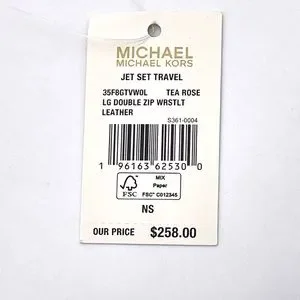 MICHAEL
MICHAEL KORS
JET SET TRAVEL
35F8GTVW0L TEA ROSE
LG DOUBLE ZIP WRSTLT
LEATHER
S361-0004
1 96163 62530 0
FSC
MIX
Paper
FSC® C012345
NS
OUR PRICE $258.00